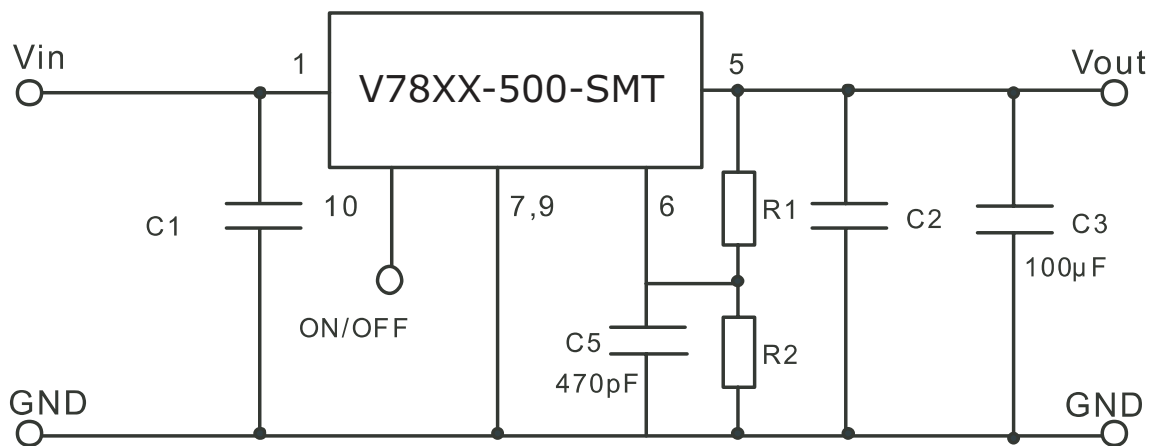 Vin
1
V78XX-500-SMT
5
Vout
C1
10
7,9
6
R1
C2
C3
100µF
ON/OFF
C5
470pF
R2
GND
GND